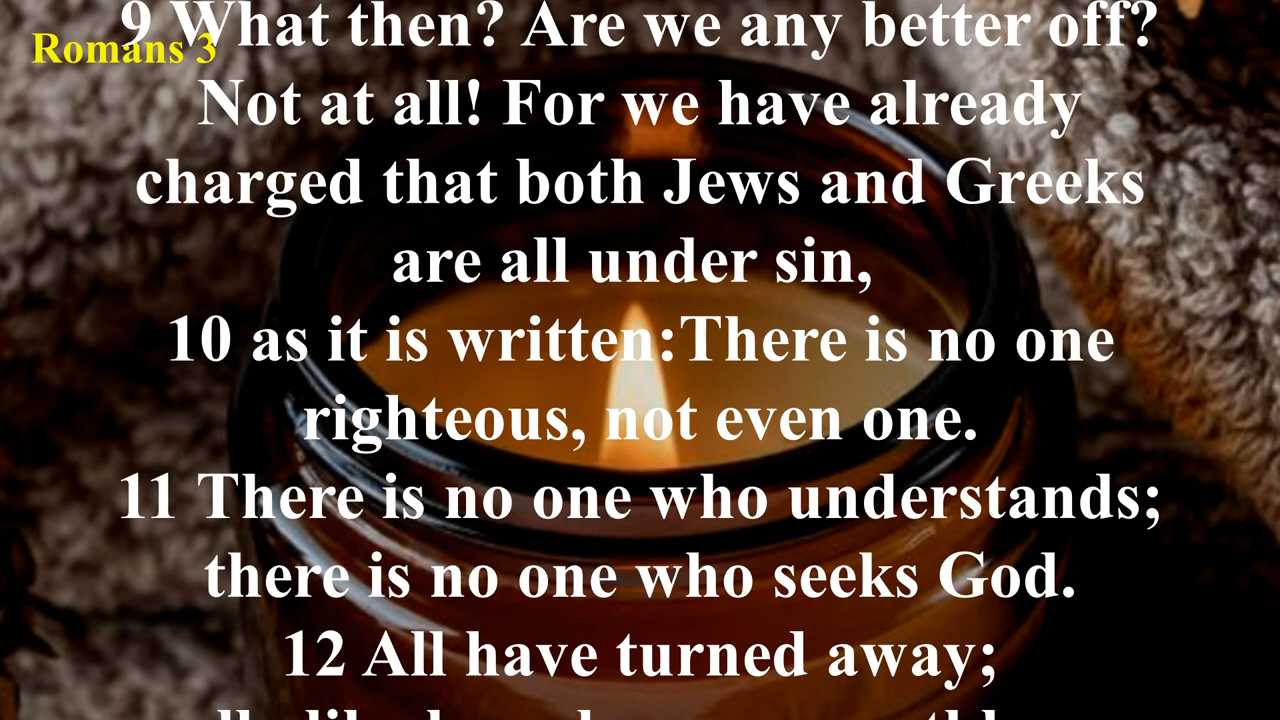 Romans 3
9 What then? Are we any better off?
Not at all! For we have already
charged that both Jews and Greeks
are all under sin,
10 as it is written:There is no one
righteous, not even one.
11 There is no one who understands;
there is no one who seeks God.
12 All have turned away;